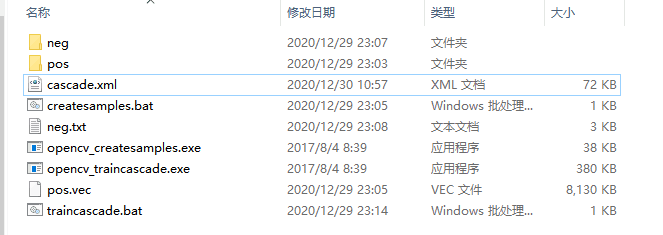 名称 修改日期 类型 大小
neg 2020/12/29 23:07 文件夹
pos 2020/12/29 23:03 文件夹
cascade.xml 2020/12/30 10:57 XML 文档 72 KB
createsamples.bat 2020/12/29 23:05 Windows 批处理... 1 KB
neg.txt 2020/12/29 23:08 文本文档 3 KB
opencv_createsamples.exe 2017/8/4 8:39 应用程序 38 KB
opencv_traincascade.exe 2017/8/4 8:39 应用程序 380 KB
pos.vec 2020/12/29 23:05 VEC 文件 8,130 KB
traincascade.bat 2020/12/29 23:14 Windows 批处理... 1 KB